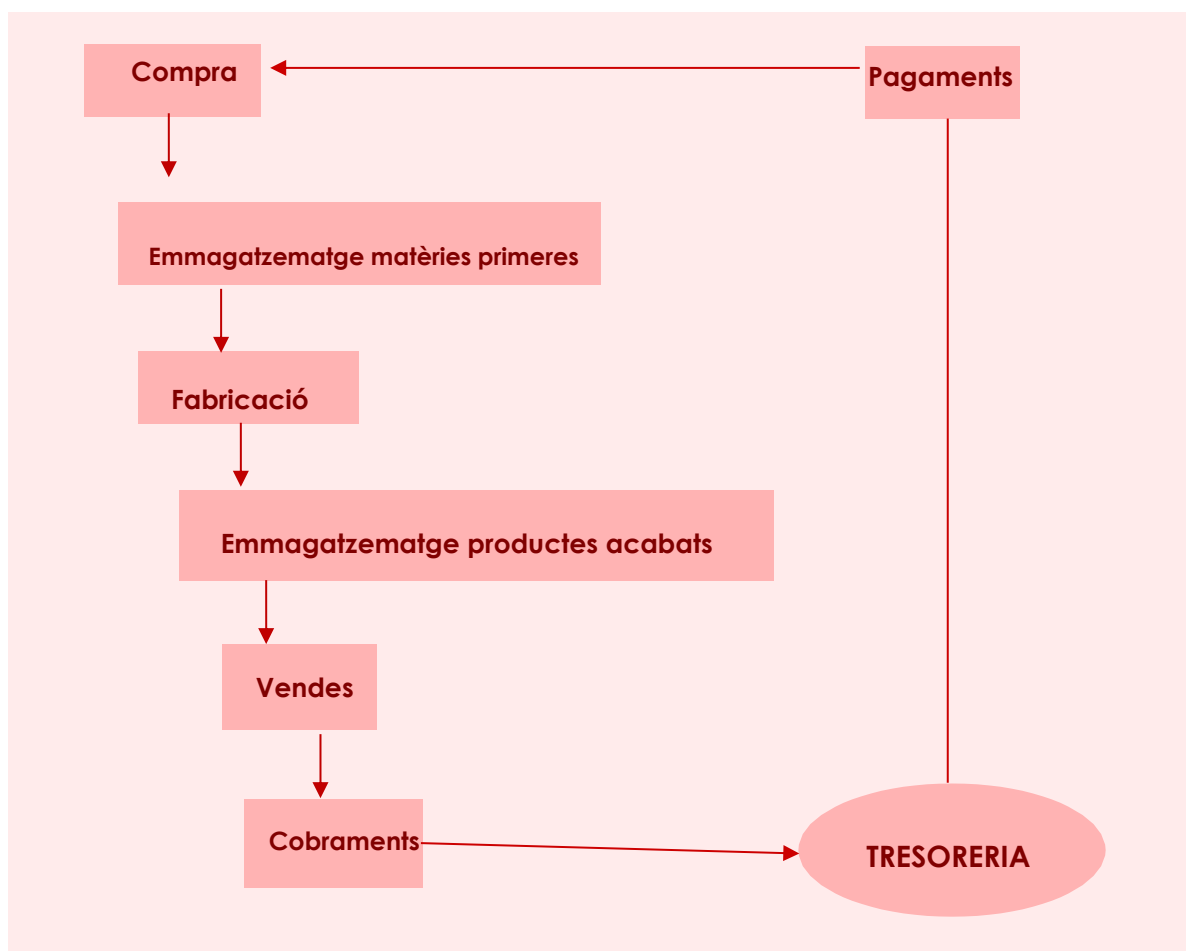 Compra
Pagaments
Emmagatzematge matèries primeres
Fabricació
Emmagatzematge productes acabats
Vendes
Cobraments
TRESORERIA